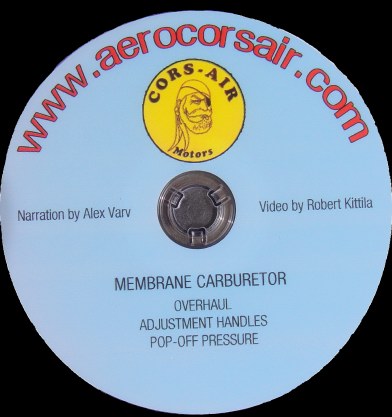 www.aerocorsair.com
CORS-AIR
Motors
Narration by Alex Varv
Video by Robert Kittila
MEMBRANE CARBURETOR
OVERHAUL
ADJUSTMENT HANDLES
POP-OFF PRESSURE